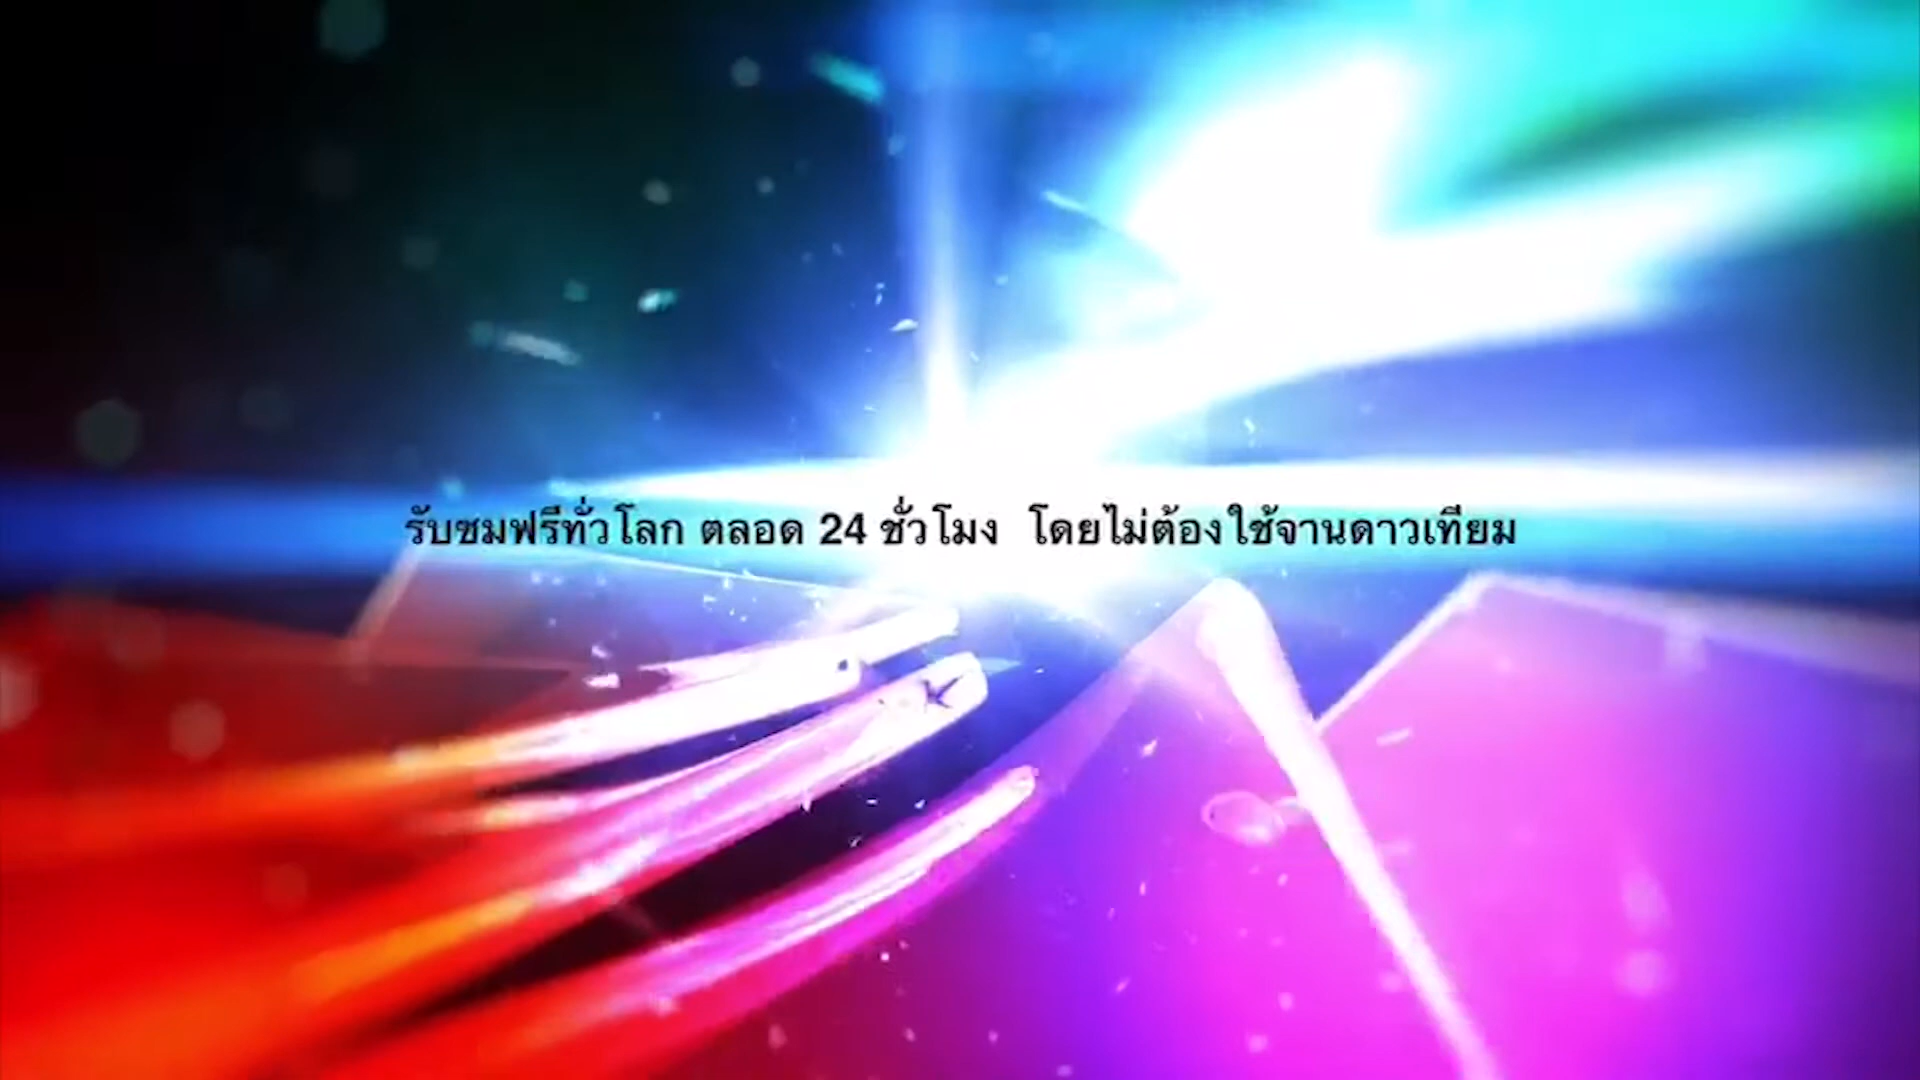 รับชมฟรีทั่วโลก ตลอด 24 ชั่วโมง โดยไม่ต้องใช้จานดาวเทียม